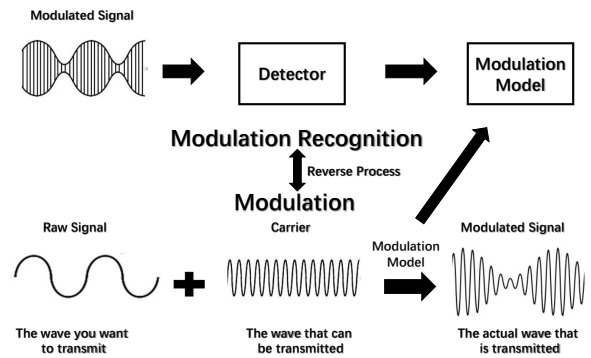 Modulated Signal
Detector
Modulation
Model
Modulation Recognition
Reverse Process
Modulation
Raw Signal
Carrier
Modulated Signal
Modulation
Model
The wave you want
to transmit
The wave that can
be transmitted
The actual wave that
is transmitted